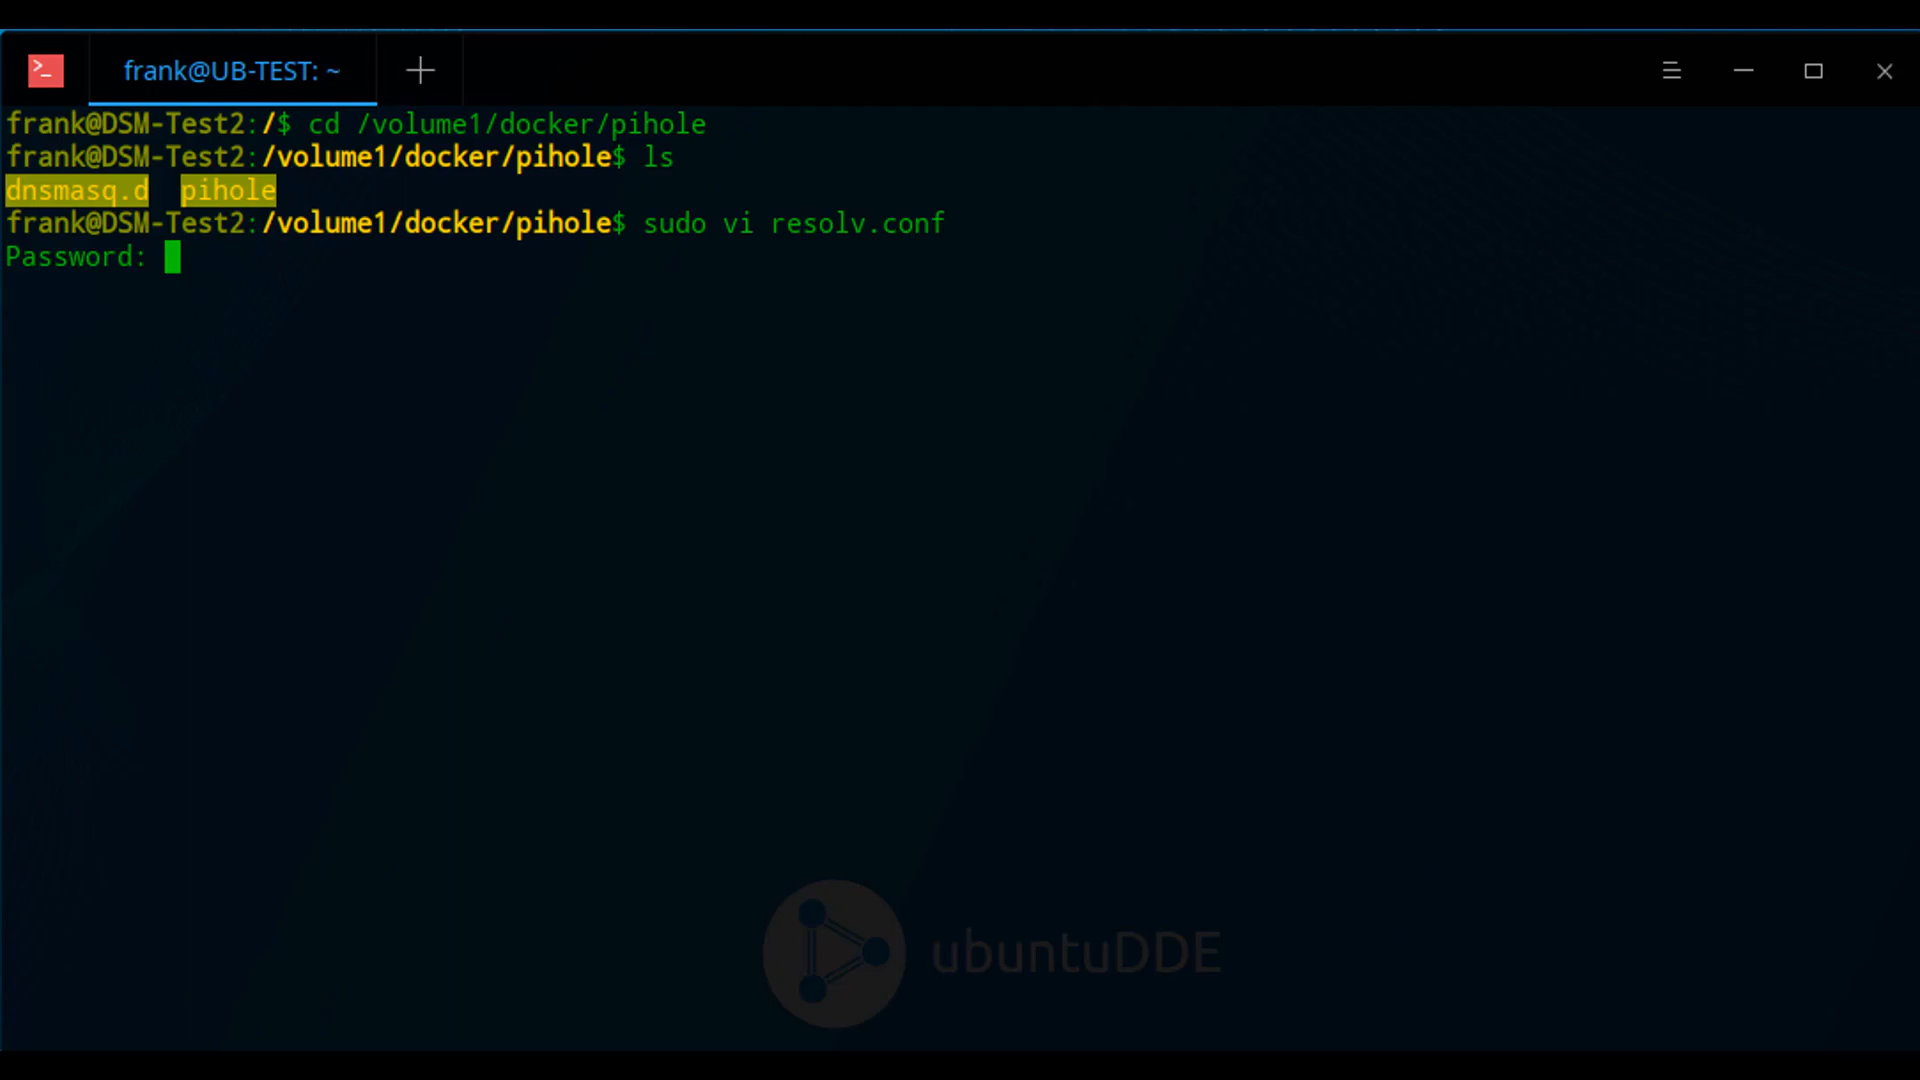 frank@UB-TEST: ~
frank@DSM-Test2:/$ cd /volume1/docker/pihole
frank@DSM-Test2:/volume1/docker/pihole$ ls
dnsmasq.d  pihole
frank@DSM-Test2:/volume1/docker/pihole$ sudo vi resolv.conf
Password:
ubuntuDDE